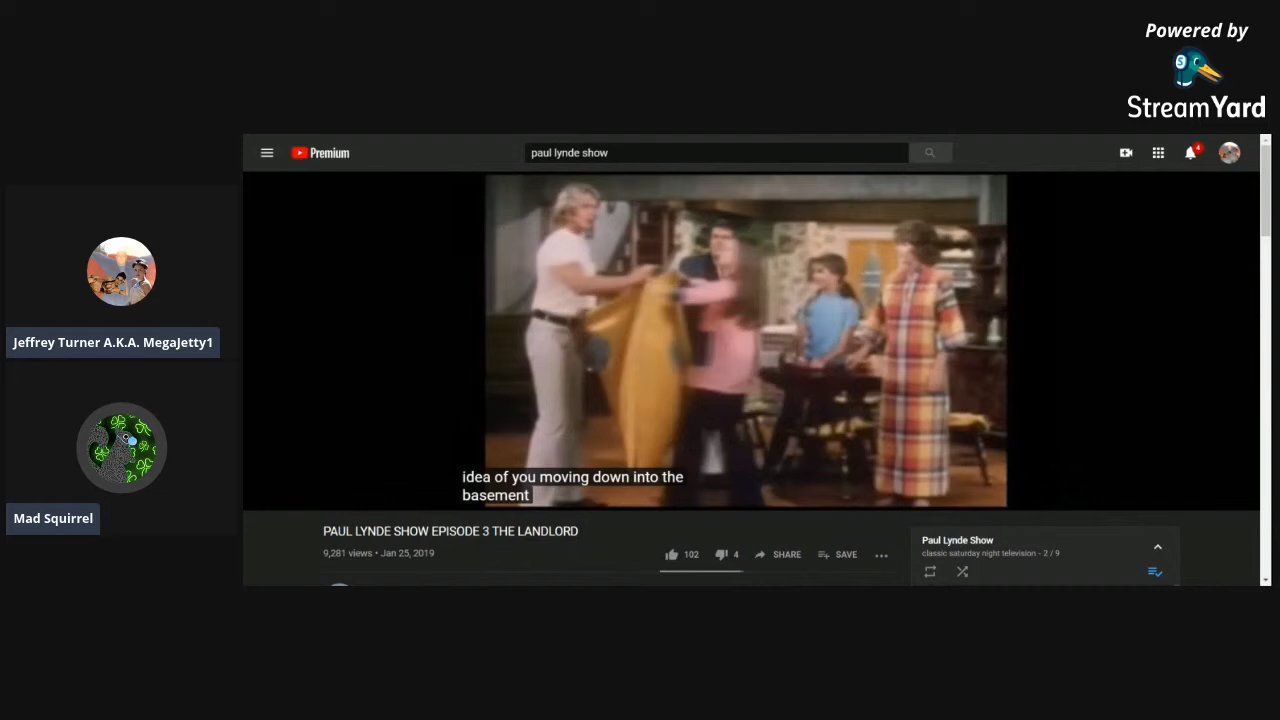 Powered by
StreamYard
Premium
paul lynde show
4
Jeffrey Turner A.K.A. MegaJetty1
Mad Squirrel
idea of you moving down into the
basement
PAUL LYNDE SHOW EPISODE 3 THE LANDLORD
9,281 views • Jan 25, 2019
102
4
SHARE
SAVE
Paul Lynde Show
classic saturday night television - 2 / 9